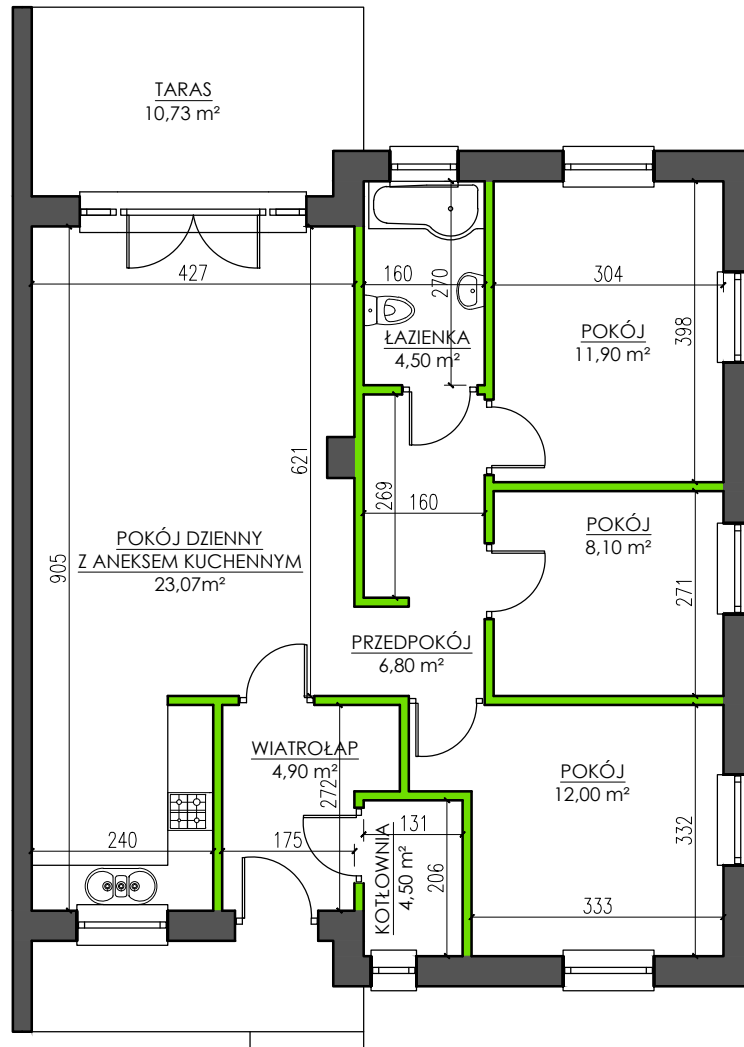 TARAS
10,73 m²
427
160
270
304
ŁAZIENKA
4,50 m²
POKÓJ
11,90 m²
398
621
269
160
POKÓJ
8,10 m²
POKÓJ DZIENNY
Z ANEKSEM KUCHENNYM
23,07m²
905
271
PRZEDPOKÓJ
6,80 m²
WIATROŁAP
4,90 m²
272
POKÓJ
12,00 m²
240
175
131
KOTŁOWNIA
4,50 m²
206
332
333